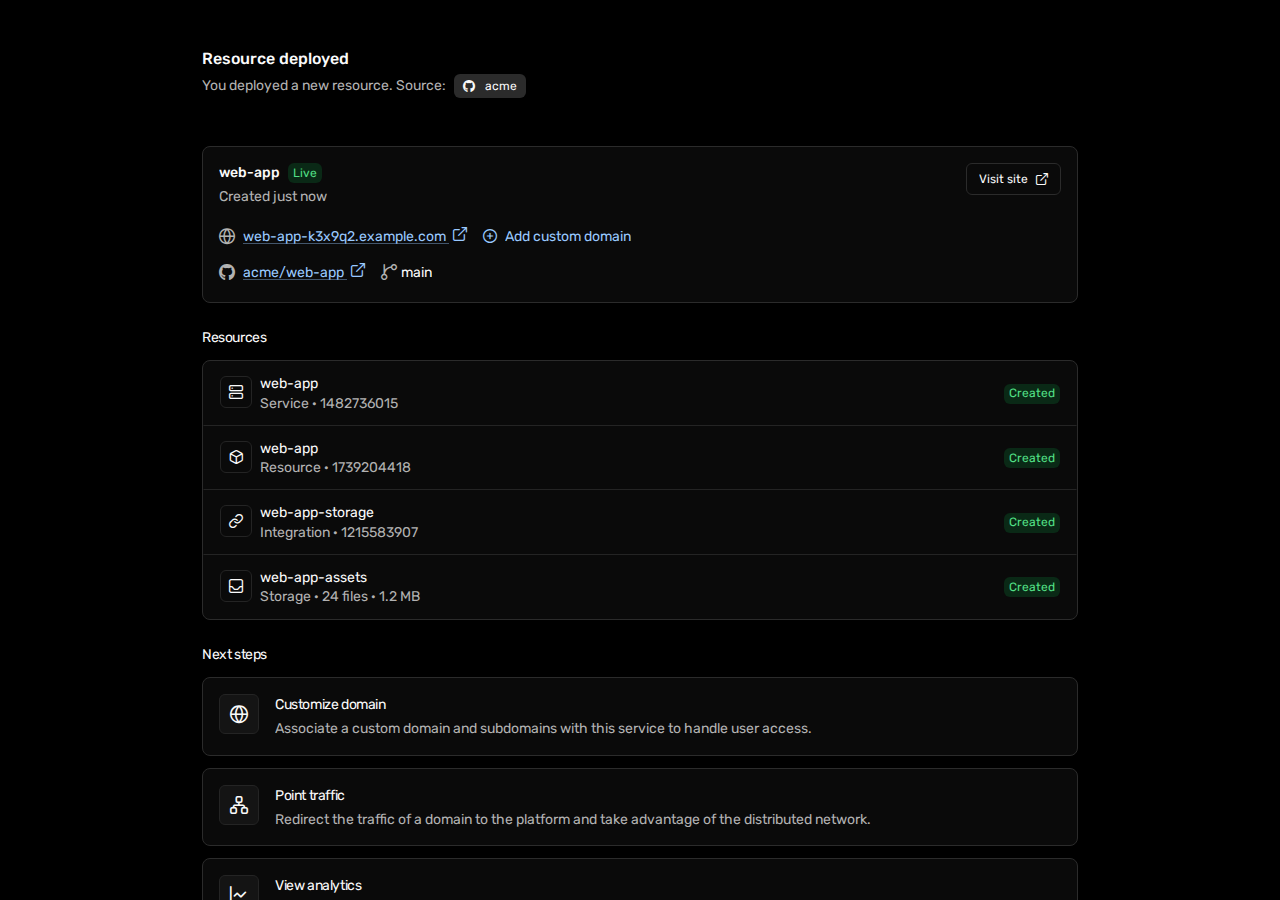 Resource deployed
You deployed a new resource. Source: acme
web-app Live
Visit site
Created just now
web-app-k3x9q2.example.com Add custom domain
acme/web-app main
Resources
web-app
Service • 1482736015
Created
web-app
Resource • 1739204418
Created
web-app-storage
Integration • 1215583907
Created
web-app-assets
Storage • 24 files • 1.2 MB
Created
Next steps
Customize domain
Associate a custom domain and subdomains with this service to handle user access.
Point traffic
Redirect the traffic of a domain to the platform and take advantage of the distributed network.
View analytics